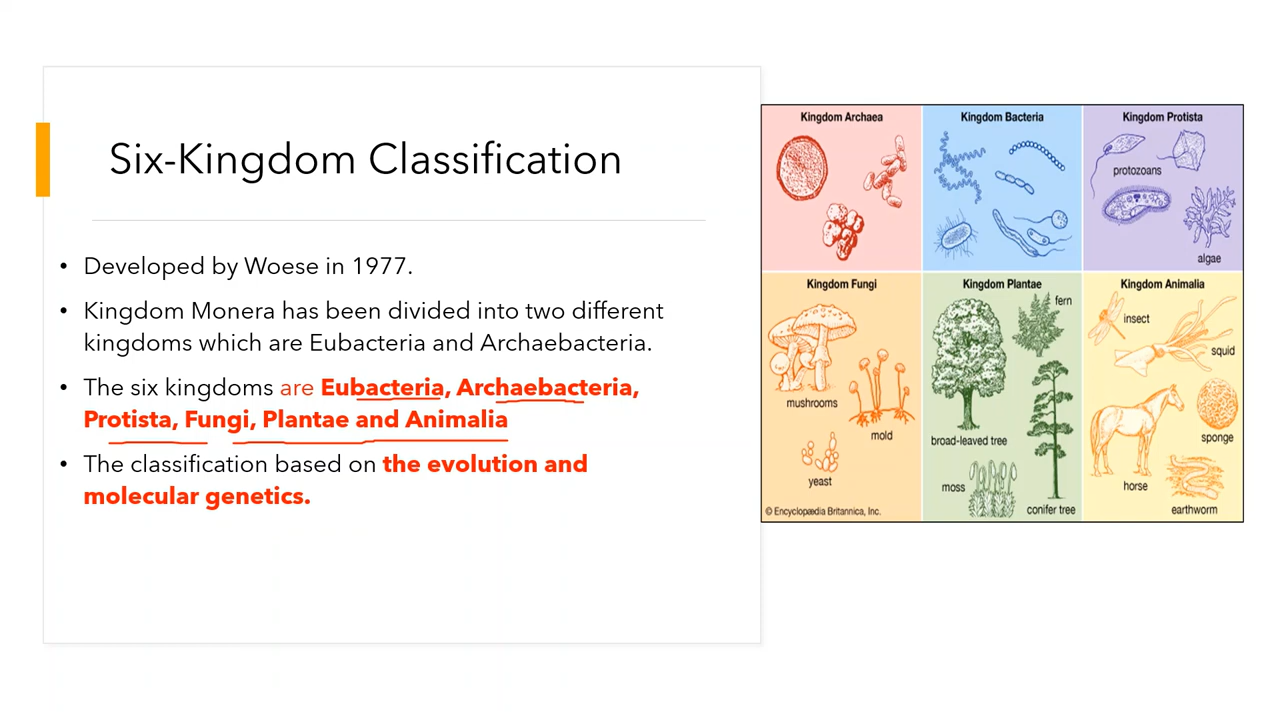 Six-Kingdom Classification
• Developed by Woese in 1977.
• Kingdom Monera has been divided into two different
kingdoms which are Eubacteria and Archaebacteria.
• The six kingdoms are Eubacteria, Archaebacteria,
Protista, Fungi, Plantae and Animalia
• The classification based on the evolution and
molecular genetics.
Kingdom Archaea
Kingdom Bacteria
Kingdom Protista
protozoans
algae
Kingdom Fungi
mushrooms
mold
yeast
© Encyclopædia Britannica, Inc.
Kingdom Plantae
fern
broad-leaved tree
moss
conifer tree
Kingdom Animalia
insect
squid
sponge
horse
earthworm